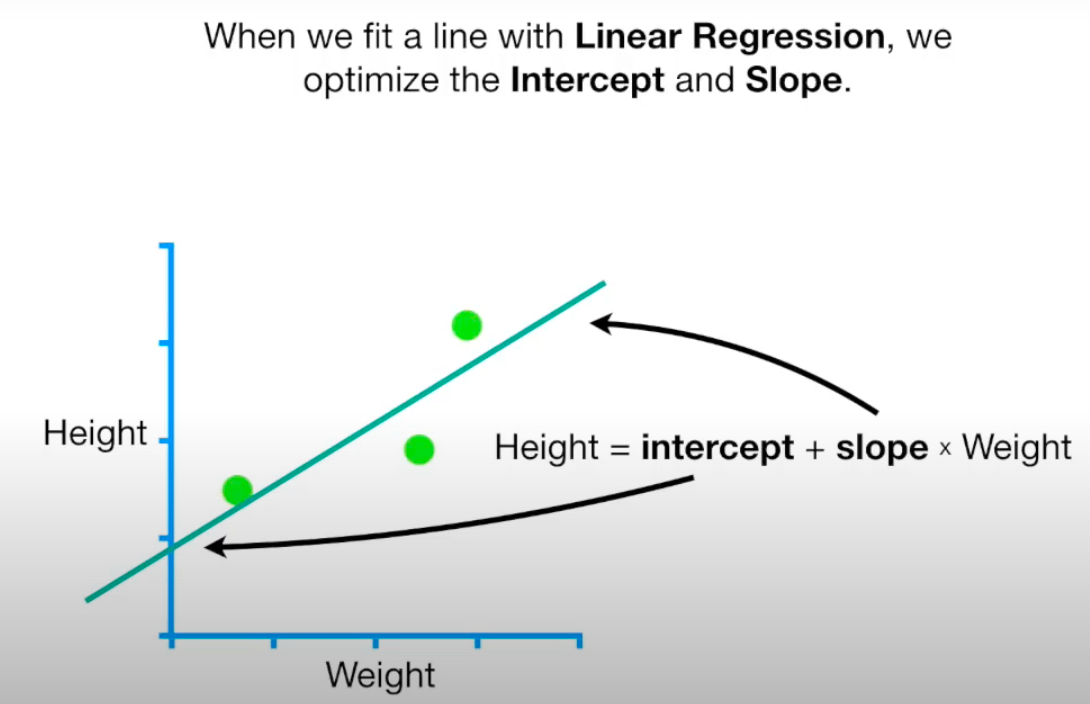 When we fit a line with Linear Regression, we
optimize the Intercept and Slope.
Height
Height = intercept + slope × Weight
Weight